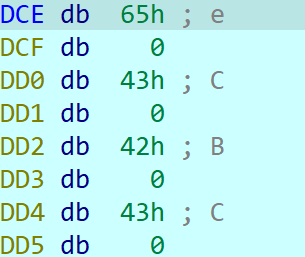 DCE db 65h ; e
DCF db 0
DD0 db 43h ; C
DD1 db 0
DD2 db 42h ; B
DD3 db 0
DD4 db 43h ; C
DD5 db 0